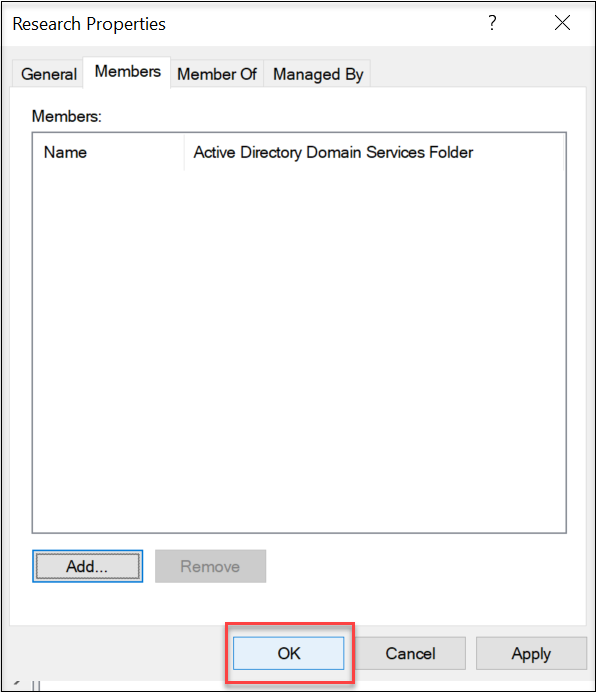 Research Properties ?
General Members Member Of Managed By
Members:
Name Active Directory Domain Services Folder
Add... Remove
OK Cancel Apply